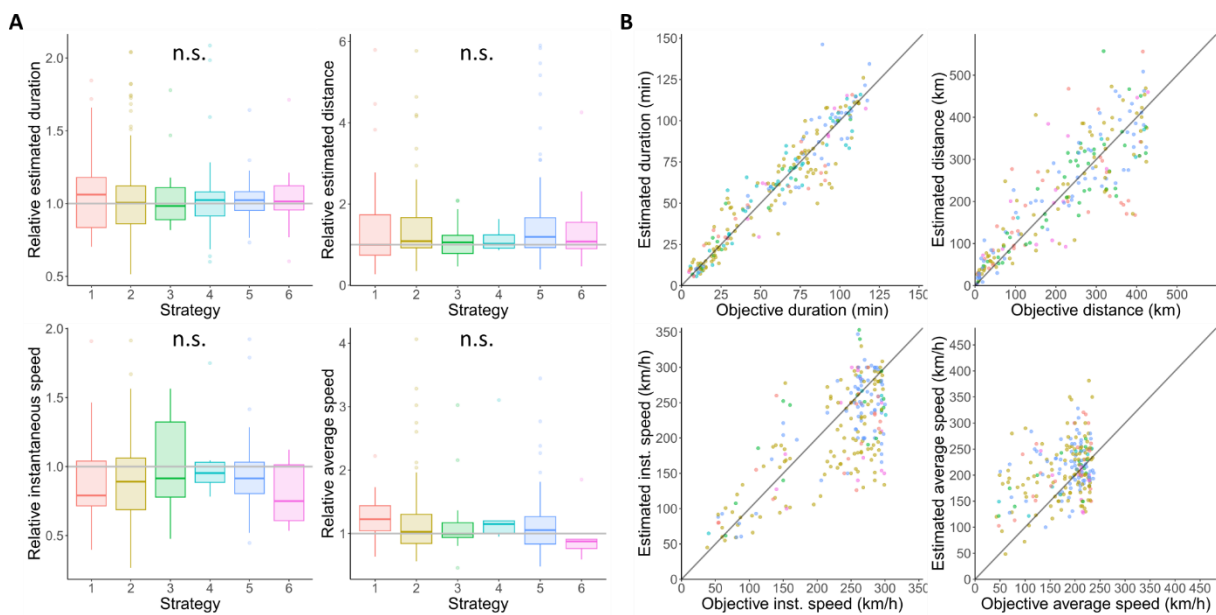 A
n.s.
Relative estimated duration
2.0
1.5
1.0
0.5
1 2 3 4 5 6
Strategy
n.s.
Relative estimated distance
6
4
2
0
1 2 3 4 5 6
Strategy
n.s.
Relative instantaneous speed
2.0
1.5
1.0
0.5
1 2 3 4 5 6
Strategy
n.s.
Relative average speed
4
3
2
1
1 2 3 4 5 6
Strategy
B
Estimated duration (min)
150
125
100
75
50
25
0
0 25 50 75 100 125 15
Objective duration (min)
Estimated distance (km)
500
400
300
200
100
0
0 100 200 300 400 500
Objective distance (km)
Estimated inst. speed (km/h)
350
300
250
200
150
100
50
0
0 50 100 150 200 250 300 350
Objective inst. speed (km/h)
Estimated average speed (km/h)
450
400
350
300
250
200
150
100
50
0
0 50 100 150 200 250 300 350 400 450
Objective average speed (km/h)